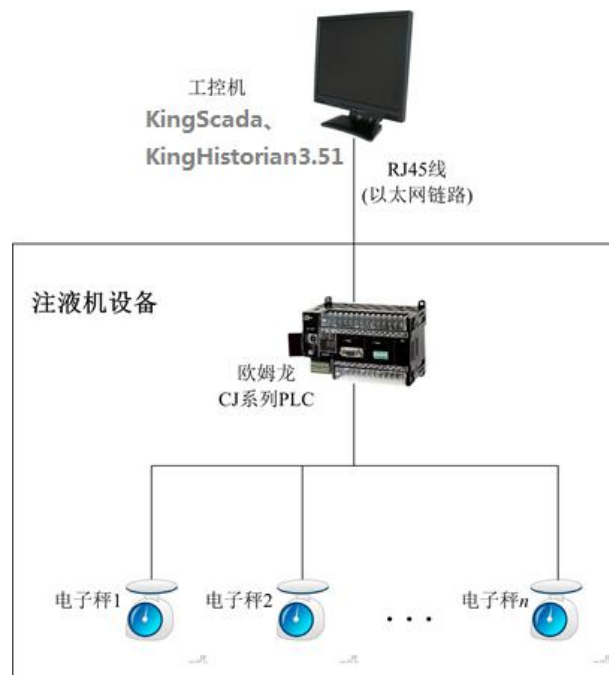 工控机
KingScada、
KingHistorian3.51
RJ45线
(以太网链路)
注液机设备
欧姆龙
CJ系列PLC
电子秤1
电子秤2
· · ·
电子秤n